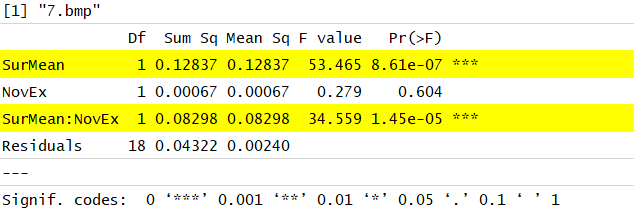 [1] "7.bmp"
Df Sum Sq Mean Sq F value Pr(>F)
SurMean 1 0.12837 0.12837 53.465 8.61e-07 ***
NovEx 1 0.00067 0.00067 0.279 0.604
SurMean:NovEx 1 0.08298 0.08298 34.559 1.45e-05 ***
Residuals 18 0.04322 0.00240
---
Signif. codes: 0 ‘***’ 0.001 ‘**’ 0.01 ‘*’ 0.05 ‘.’ 0.1 ‘ ’ 1